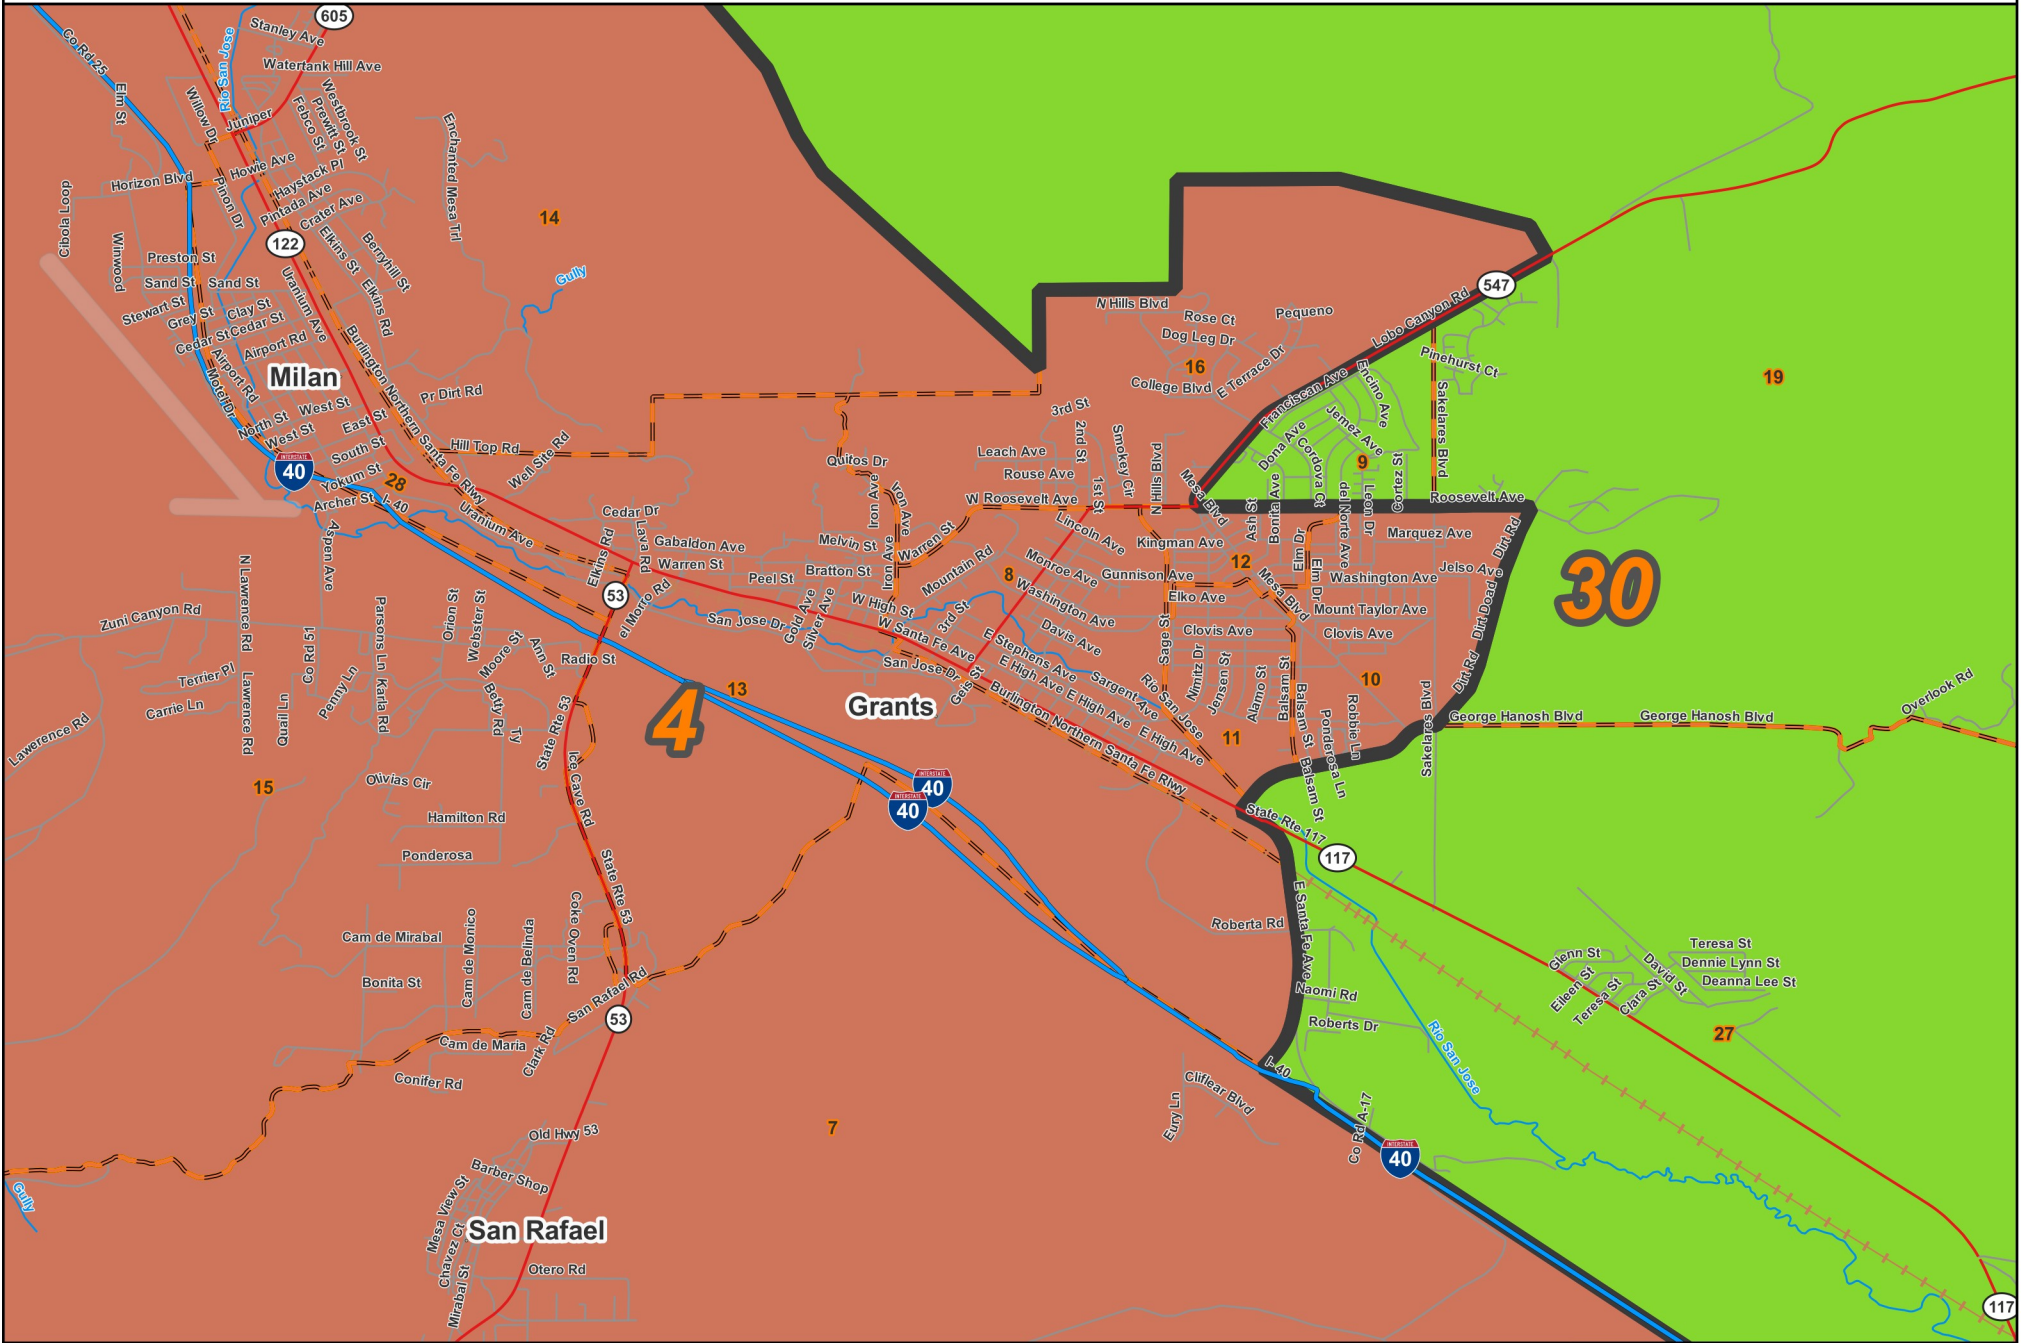 605
Stanley Ave
Co Rd 25
Rio San Jose
Watertank Hill Ave
Elm St
Willow Dr
Juniper
Febco St
Prewitt St
Westbrook St
Enchanted Mesa Trl
Howie Ave
Haystack Pl
Horizon Blvd
Pinon Dr
Pintada Ave
Crater Ave
Cibola Loop
14
122
Elkins St
Berryhill St
Winwood
Preston St
Gully
Sand St
Sand St
Uranium Ave
Elkins Rd
547
Stewart St
Grey St
Clay St
Cedar St
N Hills Blvd
Rose Ct
Pequeno
Lobo Canyon Rd
Cedar St
Airport Rd
Airport Rd
Burlington Northern Santa Fe Rlwy
Dog Leg Dr
16
E Terrace Dr
Pinehurst Ct
Milan
Motel Dr
Pr Dirt Rd
College Blvd
Franciscan Ave
Encino Ave
Sakelares Blvd
19
North St
West St
West St
East St
3rd St
2nd St
Smokey Cir
N Hills Blvd
Jemez Ave
Dona Ave
Cordova Ct
South St
Hill Top Rd
Well Site Rd
Leach Ave
Quitos Dr
9
INTERSTATE
40
Yokum St
28
Rouse Ave
1st St
Mesa Blvd
del Norte Ave
Leon Dr
Cortaz St
Archer St
I- 40
Iron Ave
Iron Ave
W Roosevelt Ave
Roosevelt Ave
Uranium Ave
Cedar Dr
Lincoln Ave
Ash St
Bonita Ave
Aspen Ave
Elkins Rd
Lava Rd
Gabaldon Ave
Melvin St
Warren St
Kingman Ave
Elm Dr
Marquez Ave
Dirt Rd
N Lawrence Rd
Warren St
Iron Ave
Mountain Rd
Monroe Ave
12
Jelso Ave
Peel St
Bratton St
8
Gunnison Ave
Mesa Blvd
Elm Dr
Washington Ave
30
53
el Morro Rd
Gold Ave
Silver Ave
W High St
Washington Ave
Elko Ave
Mount Taylor Ave
Dirt Doad
Zuni Canyon Rd
Orion St
Webster St
San Jose Dr
3rd St
Davis Ave
Clovis Ave
Clovis Ave
Co Rd 51
Parsons Ln
Moore St
Ann St
Radio St
W Santa Fe Ave
E Stephens Ave
Sage St
Terrier Pl
Lawrence Rd
Penny Ln
Karla Rd
San Jose Dr
Geis St
E High Ave
Sargent Ave
Nimitz Dr
Jensen St
Alamo St
Balsam St
10
Dirt Rd
Carrie Ln
Quail Ln
Betty Rd
Ty
State Rte 53
4
13
Grants
E High Ave
Rio San Jose
Balsam St
Ponderosa Ln
Robbie Ln
Sakelares Blvd
George Hanosh Blvd
George Hanosh Blvd
Overlook Rd
Lawerence Rd
Burlington Northern Santa Fe Rlwy
E High Ave
11
Ice Cave Rd
15
Olivias Cir
INTERSTATE
40
INTERSTATE
40
Balsam St
Hamilton Rd
State Rte 117
Ponderosa
State Rte 53
117
Coke Oven Rd
E Santa Fe Ave
Cam de Mirabal
Cam de Monico
Cam de Belinda
Roberta Rd
Teresa St
Glenn St
David St
Dennie Lynn St
Bonita St
San Rafael Rd
Eileen St
Teresa St
Clara St
Deanna Lee St
Naomi Rd
53
Roberts Dr
27
Cam de Maria
Clark Rd
Rio San Jose
Conifer Rd
I- 40
Cliflear Blvd
Eury Ln
Co Rd A-17
7
Old Hwy 53
INTERSTATE
40
Barber Shop
Gully
Mesa View St
San Rafael
Chavez Ct
Otero Rd
Mirabal St
117